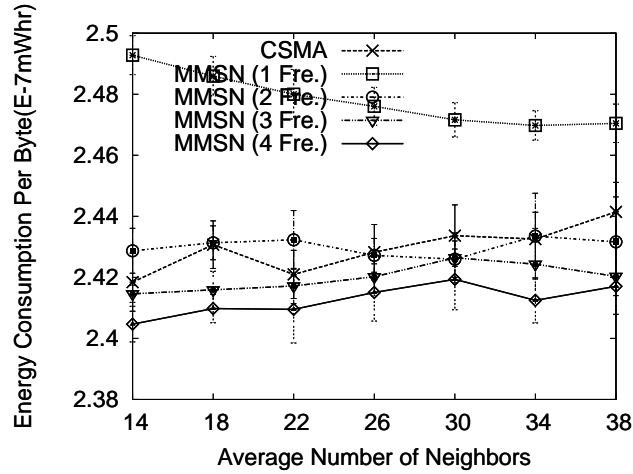 Energy Consumption Per Byte(E-7mWhr)
2.5
2.48
2.46
2.44
2.42
2.4
2.38
CSMA
MMSN (1 Fre.)
MMSN (2 Fre.)
MMSN (3 Fre.)
MMSN (4 Fre.)
14 18 22 26 30 34 38
Average Number of Neighbors